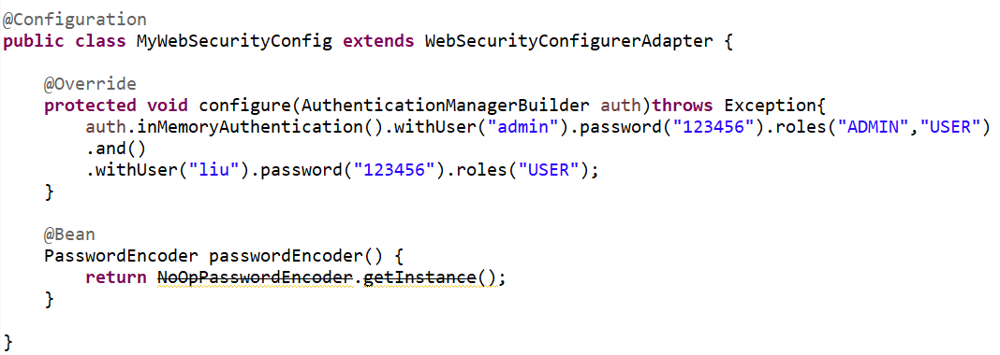 @Configuration
public class MyWebSecurityConfig extends WebSecurityConfigurerAdapter {
@Override
protected void configure(AuthenticationManagerBuilder auth)throws Exception{
auth.inMemoryAuthentication().withUser("admin").password("123456").roles("ADMIN","USER")
.and()
.withUser("liu").password("123456").roles("USER");
}
@Bean
PasswordEncoder passwordEncoder() {
return NoOpPasswordEncoder.getInstance();
}
}